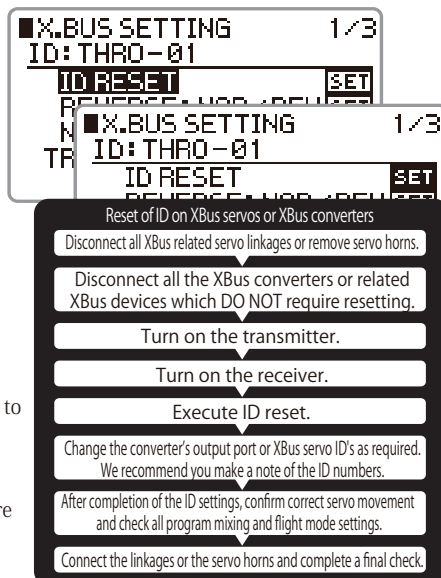 ■X.BUS SETTING 1/3
ID:THRO-01
ID RESET SET
■X.BUS SETTING 1/3
TR
ID:THRO-01
ID RESET SET
Reset of ID on XBus servos or XBus converters
Disconnect all XBus related servo linkages or remove servo horns.
Disconnect all the XBus converters or related
XBus devices which DO NOT require resetting.
Turn on the transmitter.
Turn on the receiver.
to
Execute ID reset.
Change the converter's output port or XBus servo ID's as required.
We recommend you make a note of the ID numbers.
re
After completion of the ID settings, confirm correct servo movement
and check all program mixing and flight mode settings.
Connect the linkages or the servo horns and complete a final check.